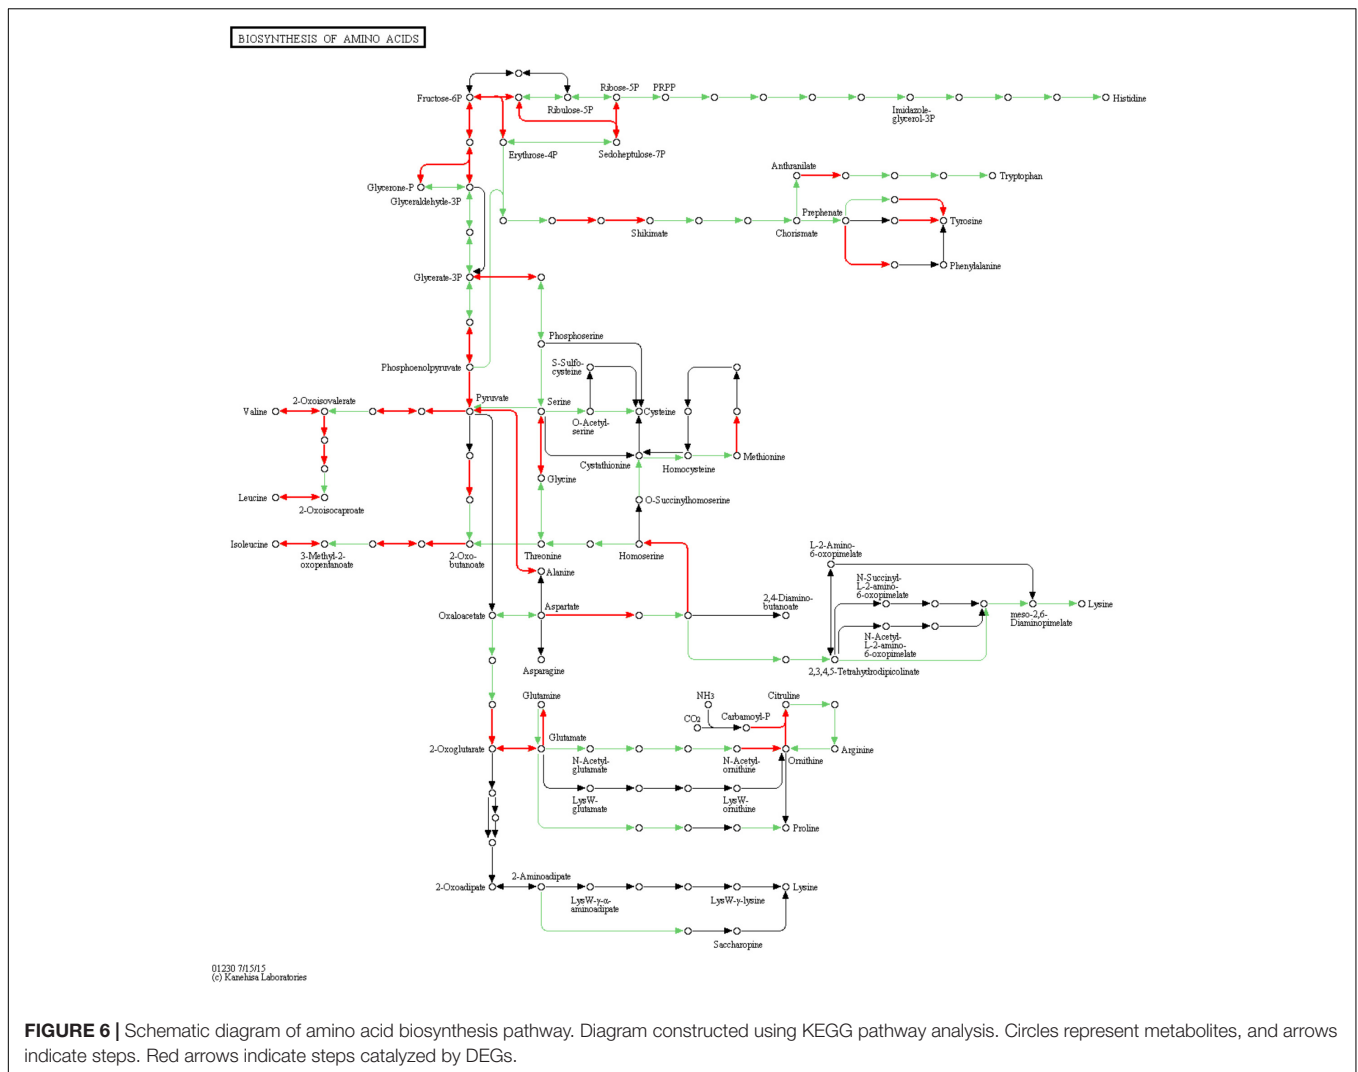 BIOSYNTHESIS OF AMINO ACIDS
Fructose-6P
Ribulose-5P
Ribose-5P
PRPP
Imidazole-
glycerol-3P
Histidine
Erythrose-4P
Sedoheptulose-7P
Glycerone-P
Glyceraldehyde-3P
Anthranilate
Tryptophan
Shikimate
Chorismate
Prephenate
Tyrosine
Phenylalanine
Glycerate-3P
Phosphoserine
Phosphoenolpyruvate
S-Sulfo-
cysteine
Valine
2-Oxoisovalerate
Pyruvate
Serine
O-Acetyl-
serine
Cysteine
Cystathionine
Homocysteine
Methionine
Glycine
Leucine
2-Oxoisocaproate
O-Succinylhomoserine
Isoleucine
3-Methyl-2-
oxopentanoate
2-Oxo-
butanoate
Threonine
Homoserine
Alanine
L-2-Amino-
6-oxopimelate
N-Succinyl-
L-2-amino-
6-oxopimelate
2,4-Diamino-
butanoate
Oxaloacetate
Aspartate
meso-2,6-
Diaminopimelate
Lysine
N-Acetyl-
L-2-amino-
6-oxopimelate
Asparagine
2,3,4,5-Tetrahydrodipicolinate
Glutamine
NH3
CO2
Carbamoyl-P
Citruline
2-Oxoglutarate
Glutamate
N-Acetyl-
glutamate
N-Acetyl-
ornithine
Ornithine
Arginine
LysW-
glutamate
LysW-
ornithine
Proline
2-Oxoadipate
2-Aminoadipate
LysW-γ-α-
aminoadipate
LysW-γ-lysine
Lysine
Saccharopine
01230 7/15/15
(c) Kanehisa Laboratories
FIGURE 6 | Schematic diagram of amino acid biosynthesis pathway. Diagram constructed using KEGG pathway analysis. Circles represent metabolites, and arrows
indicate steps. Red arrows indicate steps catalyzed by DEGs.